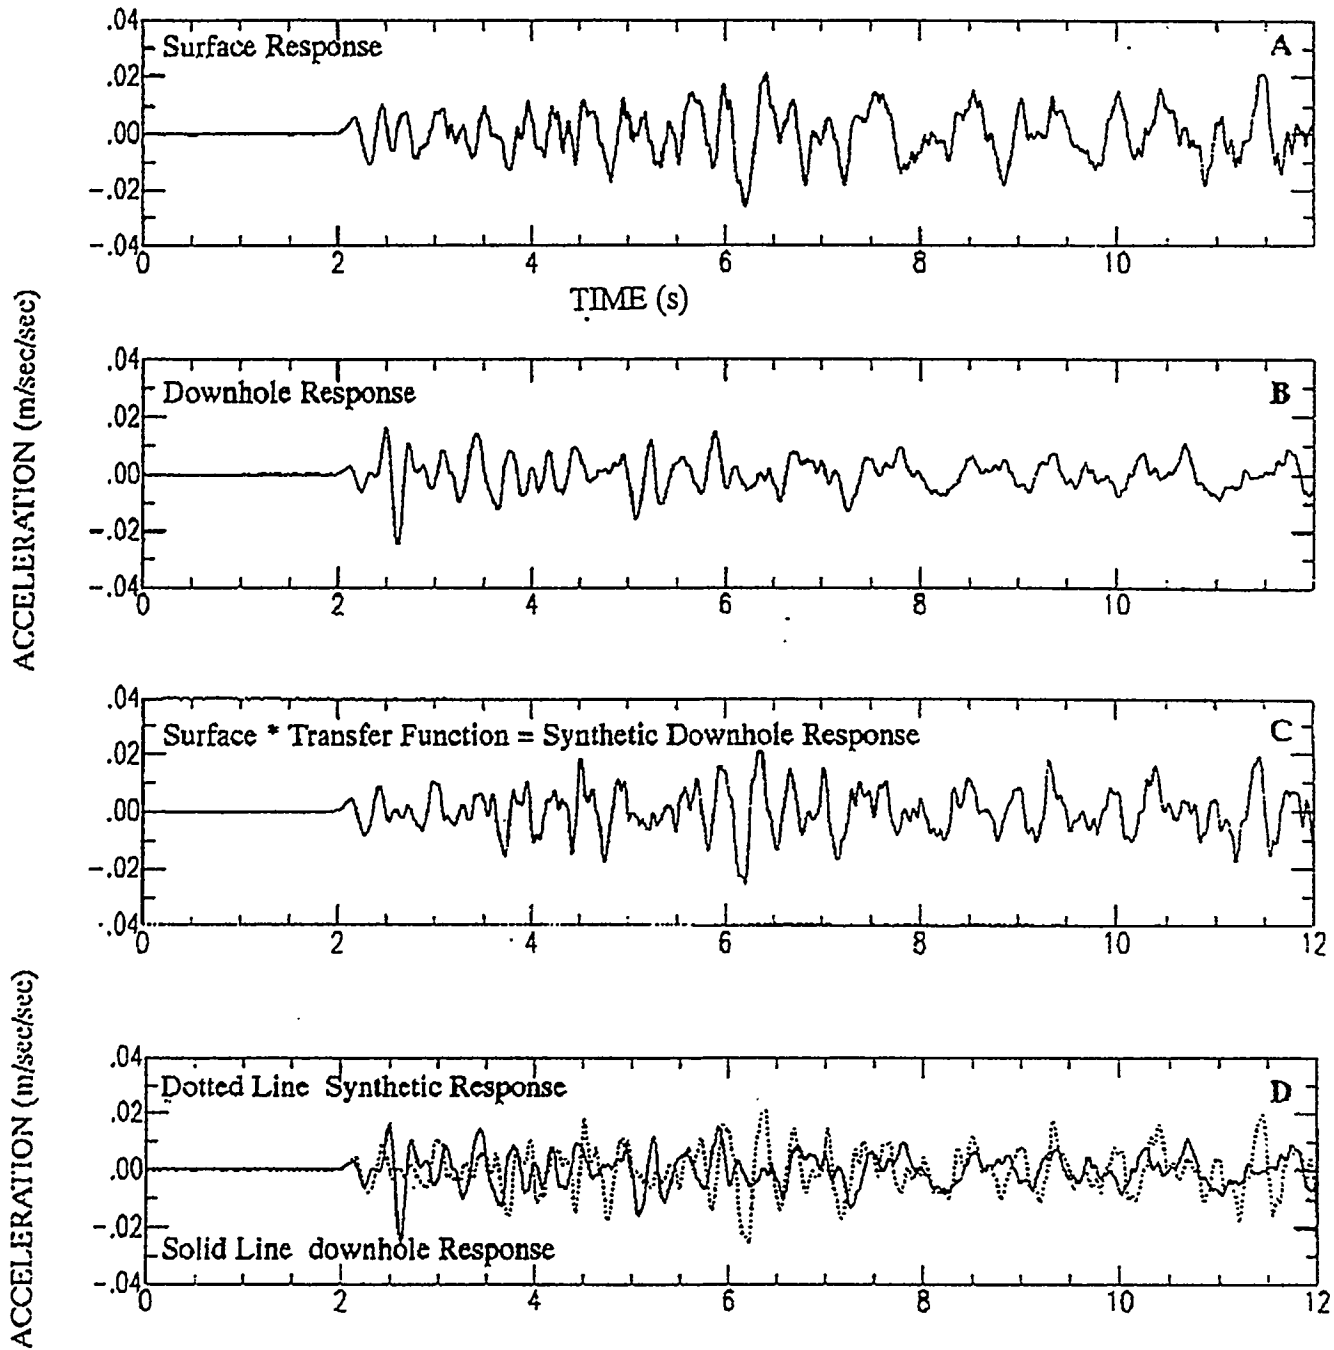 .04
Surface Response
A
.02
.00
-.02
-.04
0 2 4 6 8 10
TIME (s)
ACCELERATION (m/sec/sec)
.04
Downhole Response
B
.02
.00
-.02
-.04
0 2 4 6 8 10
.04
Surface * Transfer Function = Synthetic Downhole Response
C
.02
.00
-.02
-.04
0 2 4 6 8 10 12
ACCELERATION (m/sec/sec)
.04
Dotted Line Synthetic Response
D
.02
.00
-.02
Solid Line downhole Response
-.04
0 2 4 6 8 10 12